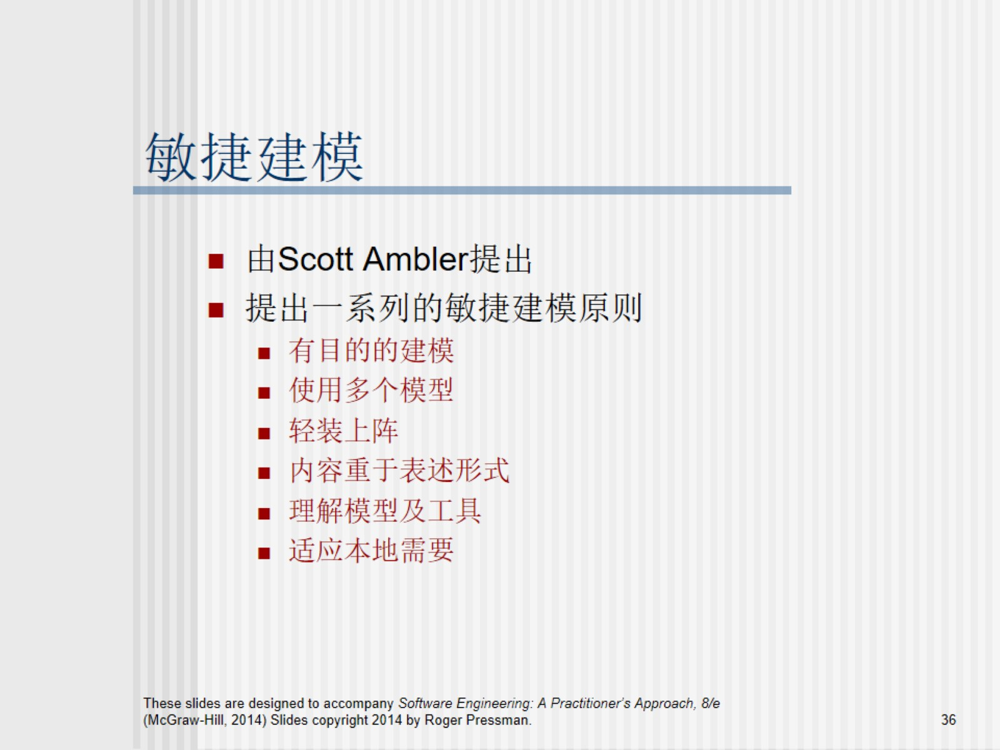 敏捷建模
由Scott Ambler提出
提出一系列的敏捷建模原则
有目的的建模
使用多个模型
轻装上阵
内容重于表述形式
理解模型及工具
适应本地需要
These slides are designed to accompany Software Engineering: A Practitioner’s Approach, 8/e
(McGraw-Hill, 2014) Slides copyright 2014 by Roger Pressman.
36